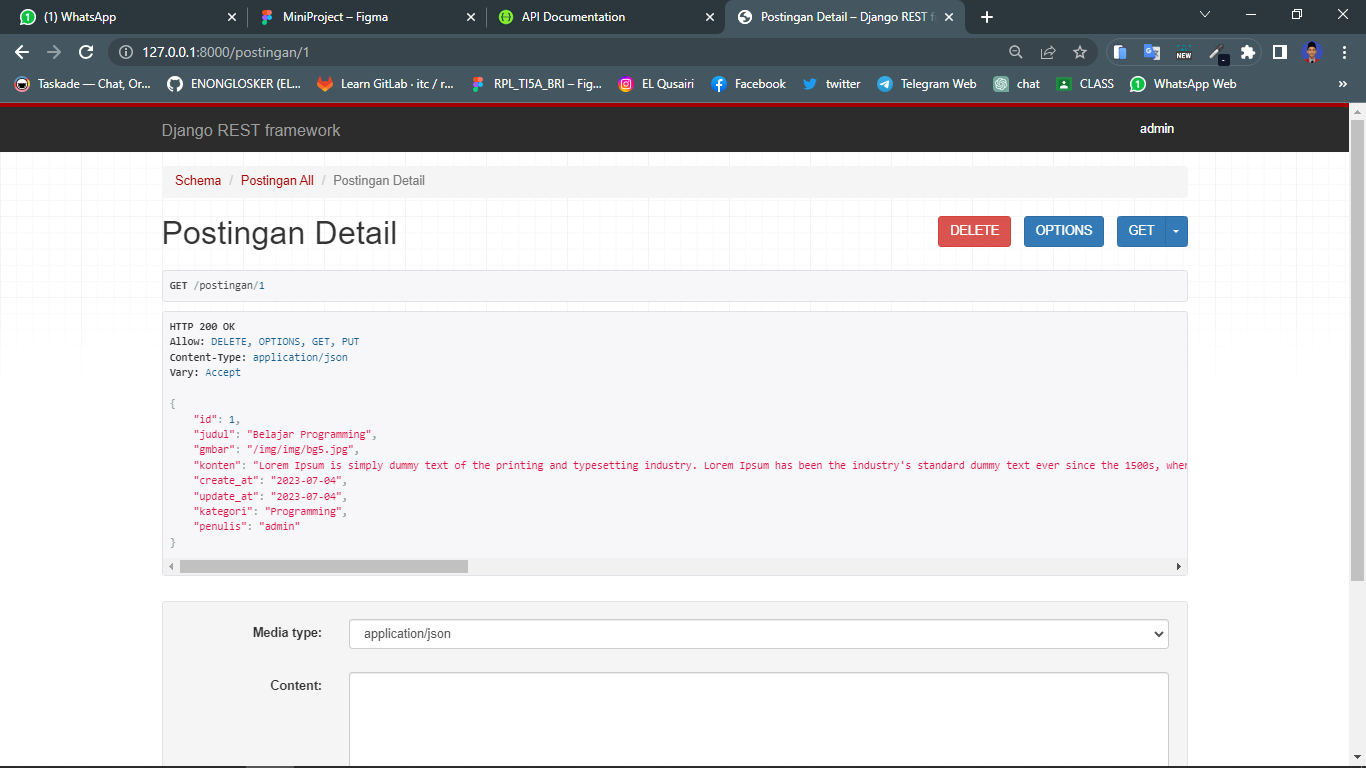 (1) WhatsApp
MiniProject – Figma
API Documentation
Postingan Detail – Django REST f
127.0.0.1:8000/postingan/1
NEW
Taskade — Chat, Or...
ENONGLOSKER (EL...
Learn GitLab · itc / r...
RPL_TI5A_BRI – Fig...
EL Qusairi
Facebook
twitter
Telegram Web
chat
CLASS
WhatsApp Web
»
Django REST framework
admin
Schema / Postingan All / Postingan Detail
Postingan Detail
DELETE
OPTIONS
GET
GET /postingan/1
HTTP 200 OK
Allow: DELETE, OPTIONS, GET, PUT
Content-Type: application/json
Vary: Accept
{
"id": 1,
"judul": "Belajar Programming",
"gmbar": "/img/img/bg5.jpg",
"konten": "Lorem Ipsum is simply dummy text of the printing and typesetting industry. Lorem Ipsum has been the industry's standard dummy text ever since the 1500s, when
"create_at": "2023-07-04",
"update_at": "2023-07-04",
"kategori": "Programming",
"penulis": "admin"
}
Media type:
application/json
Content: